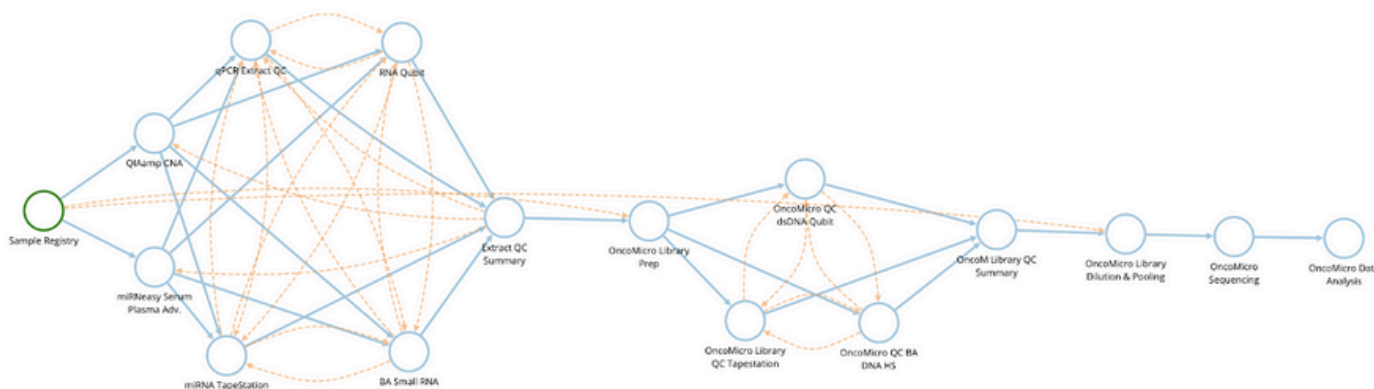 qPCR Extract QC
RNA Qubit
QIAamp CNA
Sample Registry
miRNeasy Serum
Plasma Adv.
miRNA TapeStation
BA Small RNA
Extract QC
Summary
OncoMicro Library
Prep
OncoMicro QC
dsDNA Qubit
OncoMicro Library
QC Tapestation
OncoMicro QC BA
DNA HS
OncoM Library QC
Summary
OncoMicro Library
Dilution & Pooling
OncoMicro
Sequencing
OncoMicro Dat
Analysis